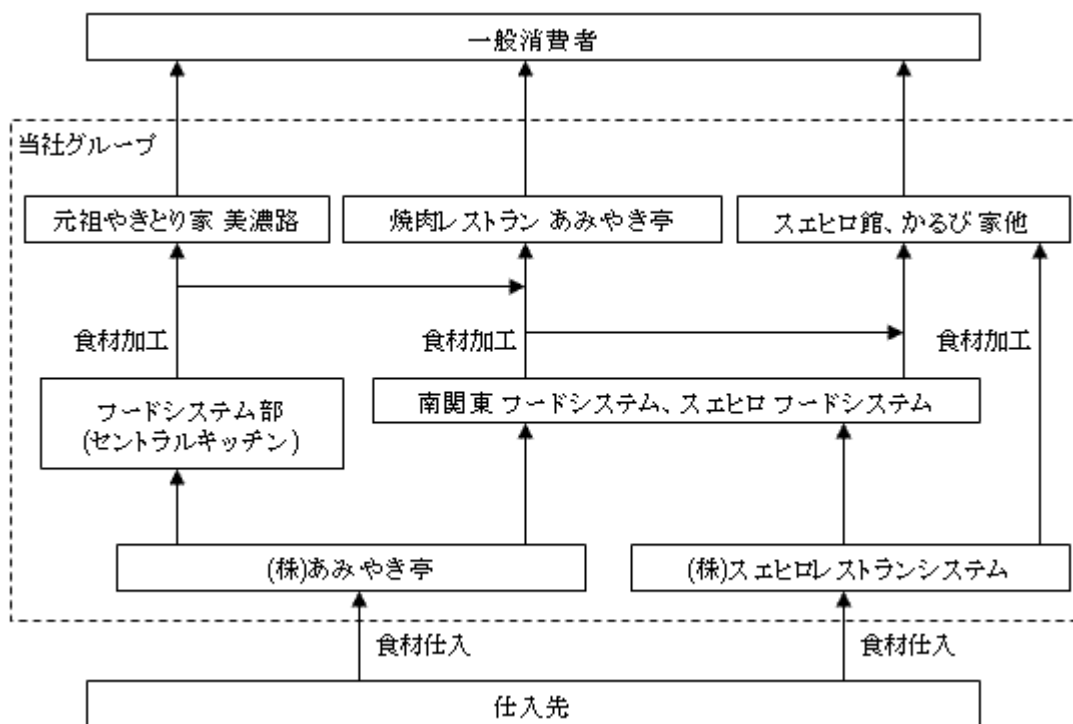 一般消費者
当社グループ
元祖やきとり家 美濃路
焼肉レストラン あみやき亭
スエヒロ館、かるび家他
食材加工
食材加工
食材加工
フードシステム部
(セントラルキッチン)
南関東フードシステム、スエヒロフードシステム
(株)あみやき亭
(株)スエヒロレストランシステム
食材仕入
食材仕入
仕入先